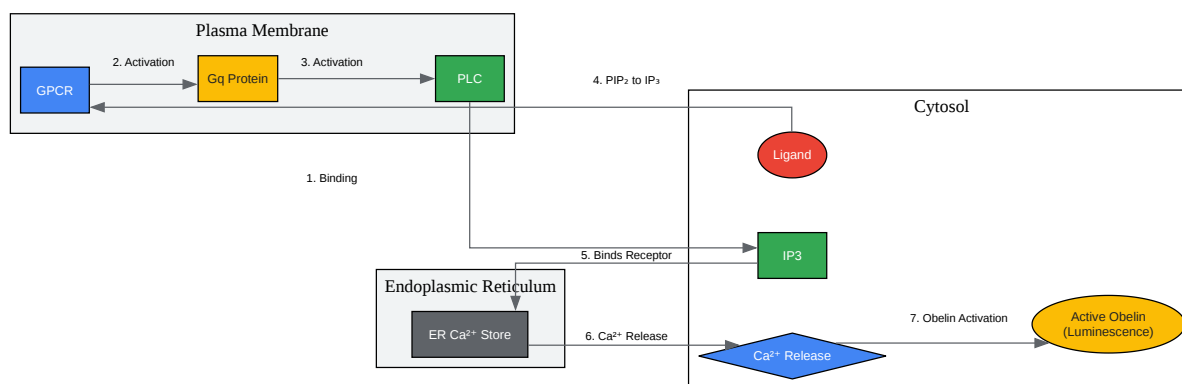 Plasma Membrane
2. Activation
3. Activation
GPCR
Gq Protein
PLC
4. PIP₂ to IP₃
Cytosol
Ligand
1. Binding
5. Binds Receptor
IP3
Endoplasmic Reticulum
ER Ca²⁺ Store
6. Ca²⁺ Release
Ca²⁺ Release
7. Obelin Activation
Active Obelin
(Luminescence)